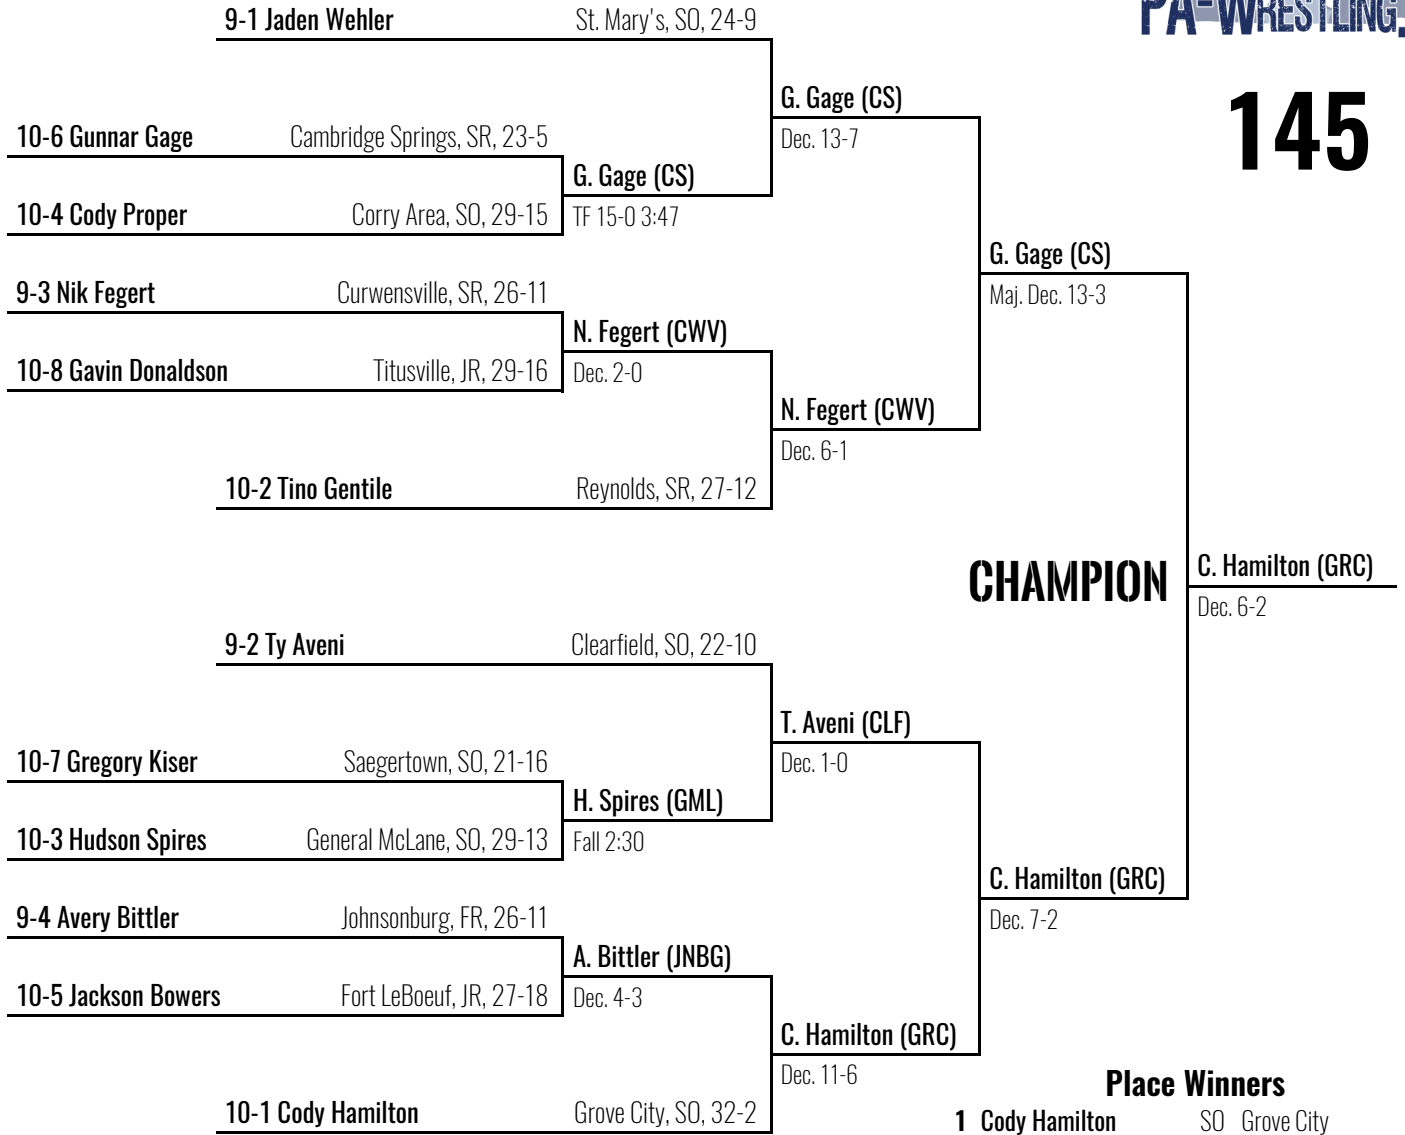 PA-WRESTLING.
145
9-1 Jaden Wehler St. Mary's, SO, 24-9
G. Gage (CS)
Dec. 13-7
10-6 Gunnar Gage Cambridge Springs, SR, 23-5
G. Gage (CS)
TF 15-0 3:47
10-4 Cody Proper Corry Area, SO, 29-15
G. Gage (CS)
Maj. Dec. 13-3
9-3 Nik Fegert Curwensville, SR, 26-11
N. Fegert (CWV)
Dec. 2-0
10-8 Gavin Donaldson Titusville, JR, 29-16
N. Fegert (CWV)
Dec. 6-1
10-2 Tino Gentile Reynolds, SR, 27-12
CHAMPION
C. Hamilton (GRC)
Dec. 6-2
9-2 Ty Aveni Clearfield, SO, 22-10
T. Aveni (CLF)
Dec. 1-0
10-7 Gregory Kiser Saegertown, SO, 21-16
H. Spires (GML)
Fall 2:30
10-3 Hudson Spires General McLane, SO, 29-13
C. Hamilton (GRC)
Dec. 7-2
9-4 Avery Bittler Johnsonburg, FR, 26-11
A. Bittler (JNBG)
Dec. 4-3
10-5 Jackson Bowers Fort LeBoeuf, JR, 27-18
C. Hamilton (GRC)
Dec. 11-6
10-1 Cody Hamilton Grove City, SO, 32-2
Place Winners
1 Cody Hamilton SO Grove City